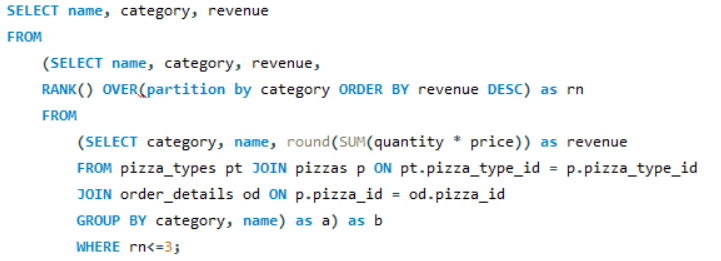 SELECT name, category, revenue
FROM
(SELECT name, category, revenue,
RANK() OVER(partition by category ORDER BY revenue DESC) as rn
FROM
(SELECT category, name, round(SUM(quantity * price)) as revenue
FROM pizza_types pt JOIN pizzas p ON pt.pizza_type_id = p.pizza_type_id
JOIN order_details od ON p.pizza_id = od.pizza_id
GROUP BY category, name) as a) as b
WHERE rn<=3;